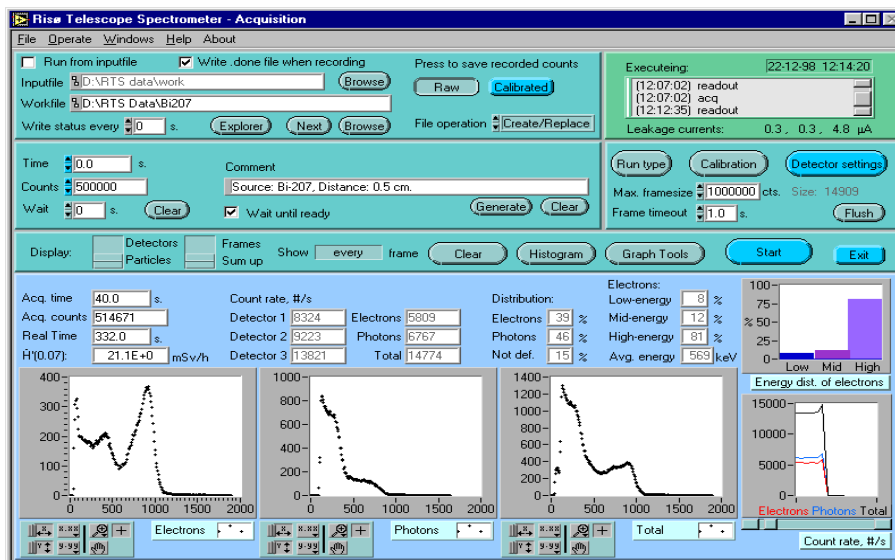 Risø Telescope Spectrometer - Acquisition
File Operate Windows Help About
Run from inputfile
Write .done file when recording
Inputfile D:\RTS data\work Browse
Workfile D:\RTS Data\Bi207
Write status every 0 s. Explorer Next Browse
Press to save recorded counts
Raw Calibrated
File operation Create/Replace
Executeing: 22-12-98 12:14:20
(12:07:02) readout
(12:07:02) acq
(12:12:35) readout
Leakage currents: 0.3 , 0.3 , 4.8 µA
Time 0.0 s.
Counts 500000
Wait 0 s. Clear
Comment
Source: Bi-207, Distance: 0.5 cm.
Wait until ready Generate Clear
Run type Calibration Detector settings
Max. framesize 1000000 cts. Size: 14909
Frame timeout 1.0 s. Flush
Display: Detectors Particles Frames Sum up Show every frame Clear Histogram Graph Tools Start Exit
Acq. time 40.0 s.
Acq. counts 514671
Real Time 332.0 s.
Ḣ'(0.07): 21.1E+0 mSv/h
Count rate, #/s
Detector 1 8324 Electrons 5809
Detector 2 9223 Photons 6767
Detector 3 13821 Total 14774
Distribution:
Electrons 39 %
Photons 46 %
Not def. 15 %
Electrons:
Low-energy 8 %
Mid-energy 12 %
High-energy 81 %
Avg. energy 569 keV
100-
75-
% 50-
25-
0-
Low Mid High
Energy dist. of electrons
400-
300-
200-
100-
0-
0 500 1000 1500 2000
X.XX
Y.YY
Electrons
1000-
800-
600-
400-
200-
0-
0 500 1000 1500 2000
X.XX
Y.YY
Photons
1400-
1200-
1000-
800-
600-
400-
200-
0-
0 500 1000 1500 2000
X.XX
Y.YY
Total
15000-
10000-
5000-
0-
Electrons Photons Total
Count rate, #/s